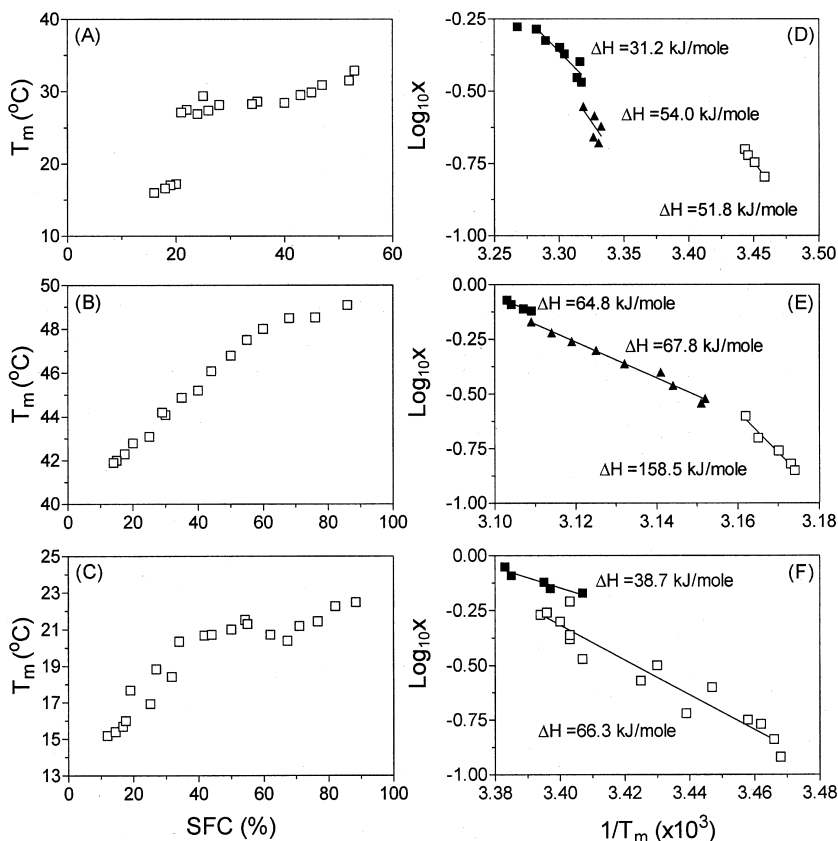 (A)
T_m (°C)
40
30
20
10
0 20 40 60
(D)
Log₁₀x
-0.25
-0.50
-0.75
-1.00
ΔH =31.2 kJ/mole
ΔH =54.0 kJ/mole
ΔH =51.8 kJ/mole
3.25 3.30 3.35 3.40 3.45 3.50
(B)
T_m (°C)
50
48
46
44
42
40
0 20 40 60 80 100
(E)
Log₁₀x
0.00
-0.25
-0.50
-0.75
-1.00
ΔH =64.8 kJ/mole
ΔH =67.8 kJ/mole
ΔH =158.5 kJ/mole
3.10 3.12 3.14 3.16 3.18
(C)
T_m (°C)
23
21
19
17
15
13
0 20 40 60 80 100
SFC (%)
(F)
Log₁₀x
0.00
-0.25
-0.50
-0.75
-1.00
ΔH =38.7 kJ/mole
ΔH =66.3 kJ/mole
3.38 3.40 3.42 3.44 3.46 3.48
1/T_m (x10³)